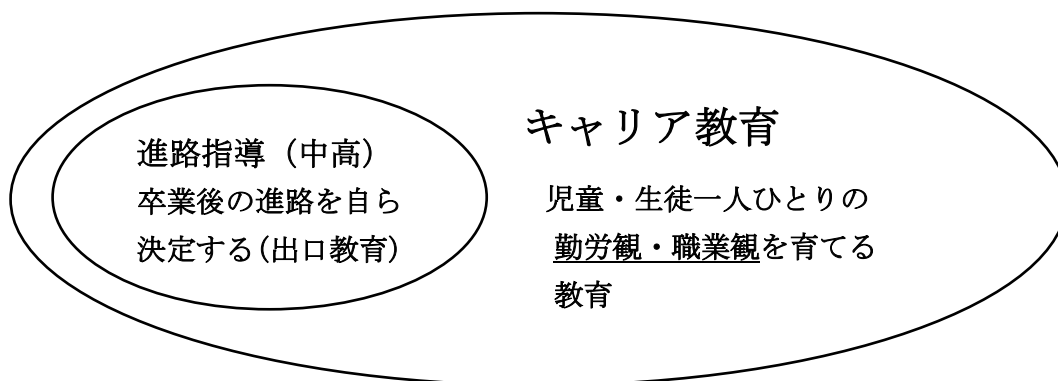 進路指導（中高）
卒業後の進路を自ら
決定する(出口教育)
キャリア教育
児童・生徒一人ひとりの
勤労観・職業観を育てる
教育